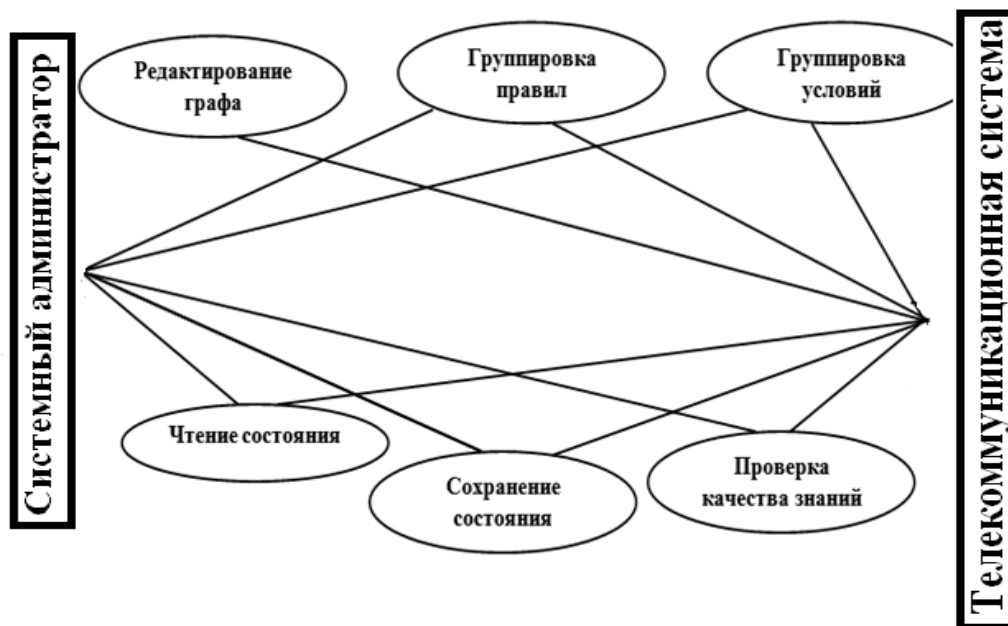 Системный администратор
Редактирование
графа
Группировка
правил
Группировка
условий
Чтение состояния
Сохранение
состояния
Проверка
качества знаний
Телекоммуникационная система